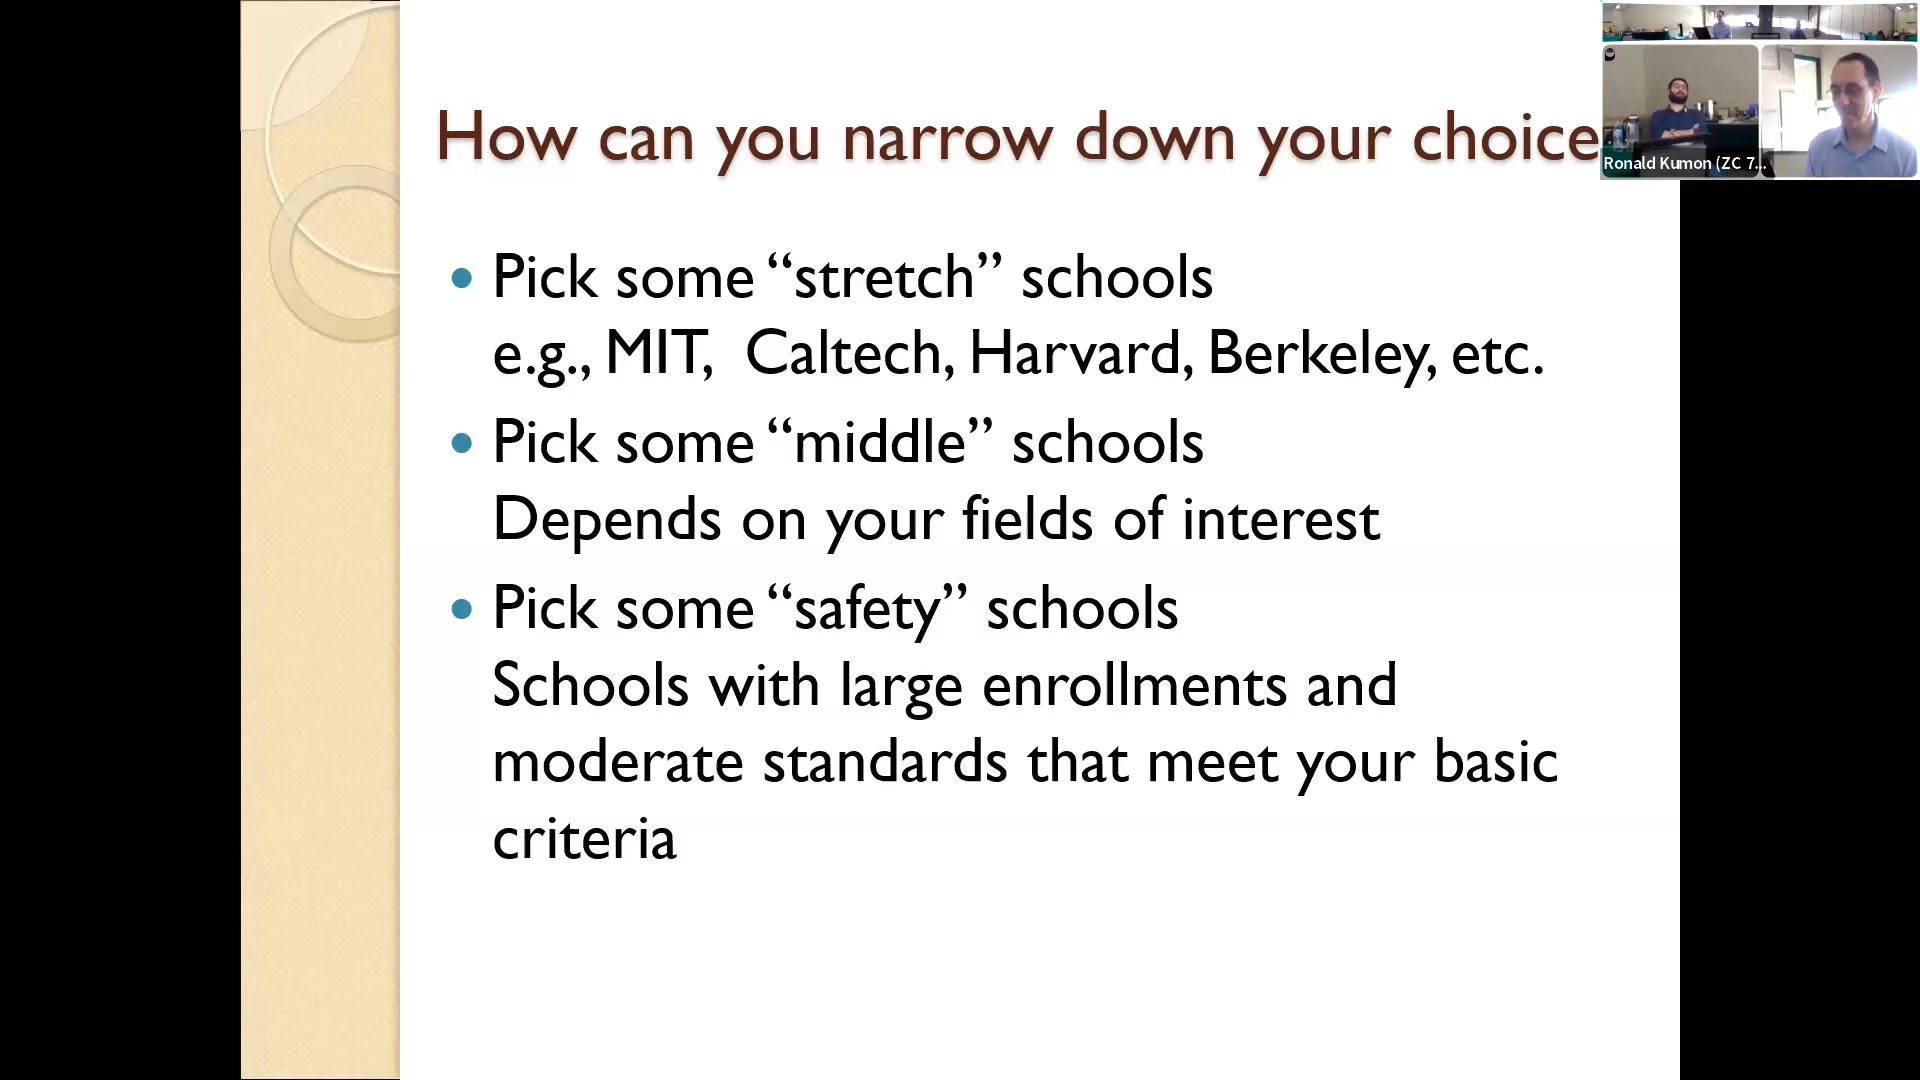 How can you narrow down your choice
Ronald Kumon (ZC 7...
• Pick some “stretch” schools
e.g., MIT, Caltech, Harvard, Berkeley, etc.
• Pick some “middle” schools
Depends on your fields of interest
• Pick some “safety” schools
Schools with large enrollments and
moderate standards that meet your basic
criteria